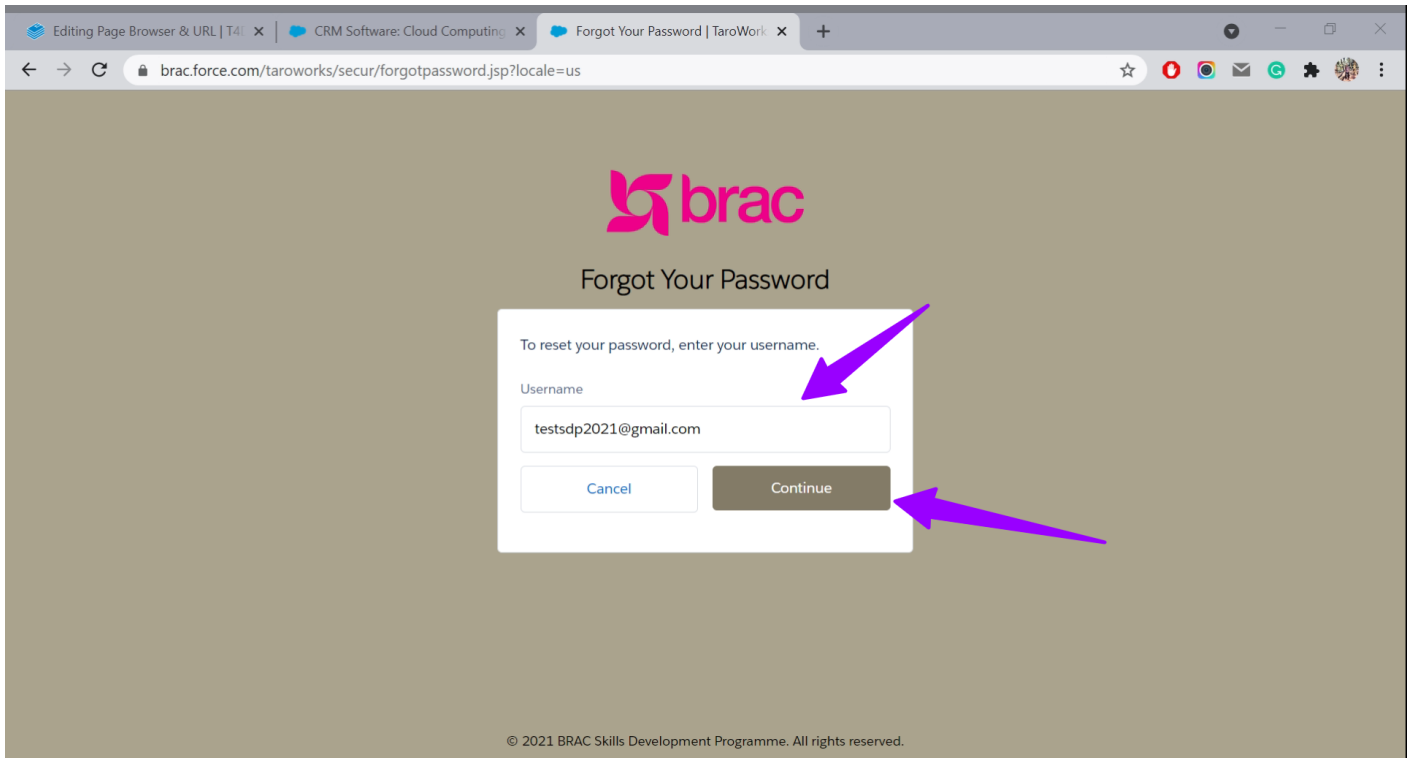 Editing Page Browser & URL | T4
CRM Software: Cloud Computing
Forgot Your Password | TaroWork
brac.force.com/taroworks/secur/forgotpassword.jsp?locale=us
brac
Forgot Your Password
To reset your password, enter your username.
Username
testsdp2021@gmail.com
Cancel
Continue
© 2021 BRAC Skills Development Programme. All rights reserved.